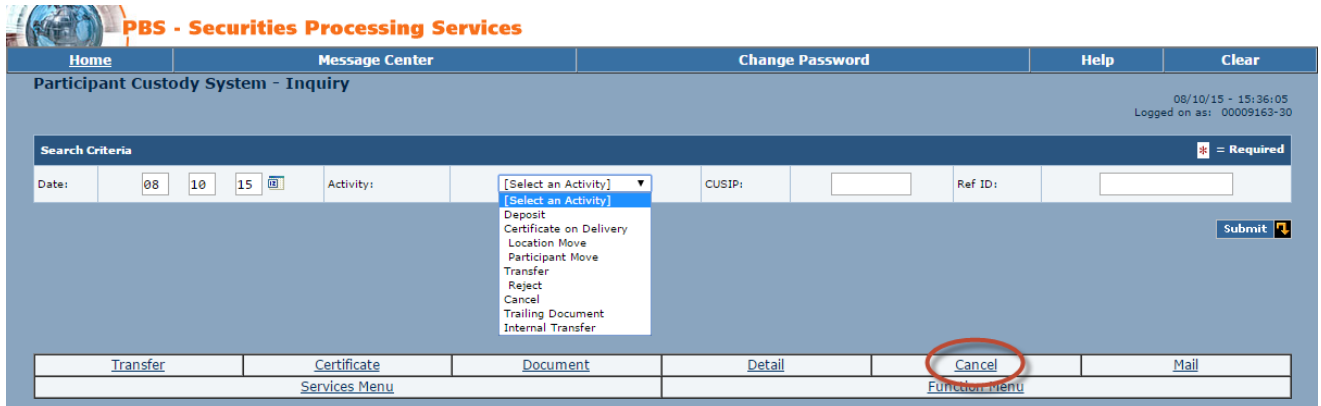 PBS - Securities Processing Services
Home Message Center Change Password Help Clear
Participant Custody System - Inquiry
08/10/15 - 15:36:05
Logged on as: 00009163-30
Search Criteria * = Required
Date: 08 10 15 Activity: [Select an Activity] CUSIP: Ref ID:
[Select an Activity]
Deposit
Certificate on Delivery
Location Move
Participant Move
Transfer
Reject
Cancel
Trailing Document
Internal Transfer
Submit
Transfer Certificate Document Detail Cancel Mail
Services Menu Function Menu